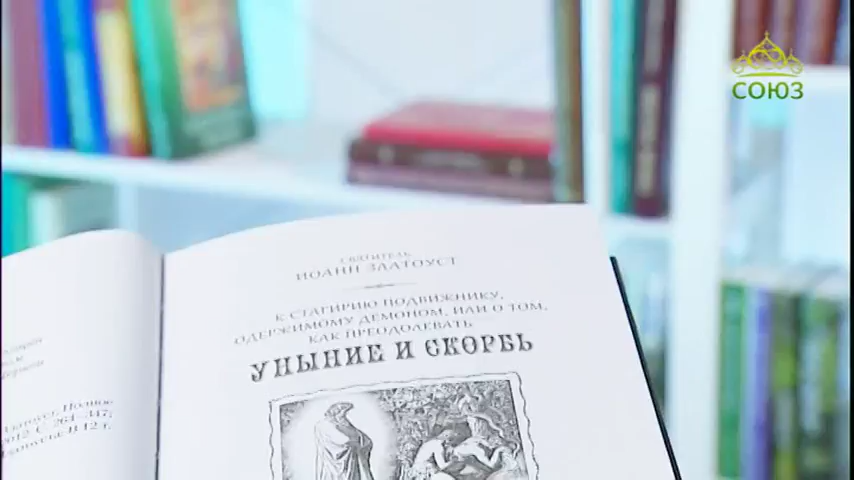 СОЮЗ
СВЯТИТЕЛЬ
ИОАНН ЗЛАТОУСТ
К СТАГИРИЮ ПОДВИЖНИКУ,
ОДЕРЖИМОМУ ДЕМОНОМ, ИЛИ О ТОМ,
КАК ПРЕОДОЛЕВАТЬ
УНЫНИЕ И СКОРБЬ